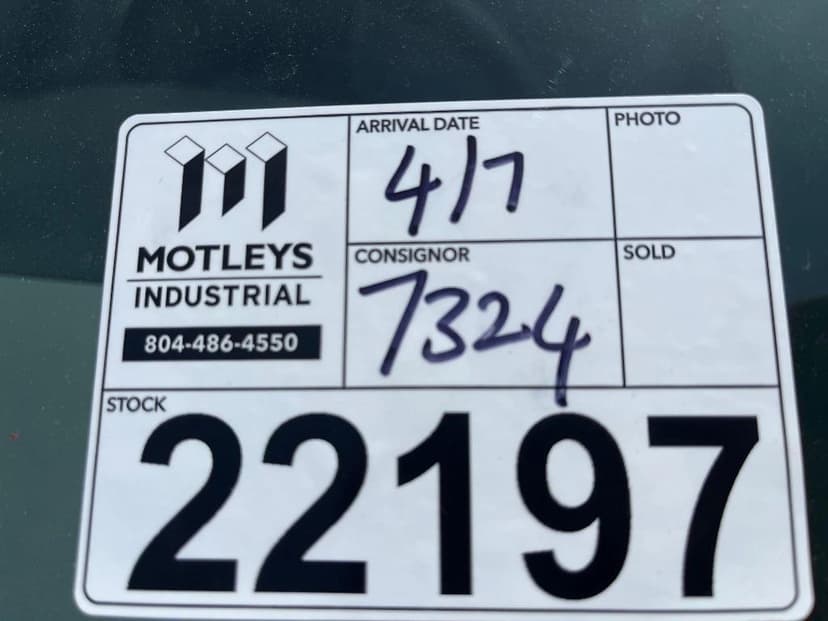 MOTLEYS
INDUSTRIAL
804-486-4550
ARRIVAL DATE
4/7
PHOTO
CONSIGNOR
7324
SOLD
STOCK
22197